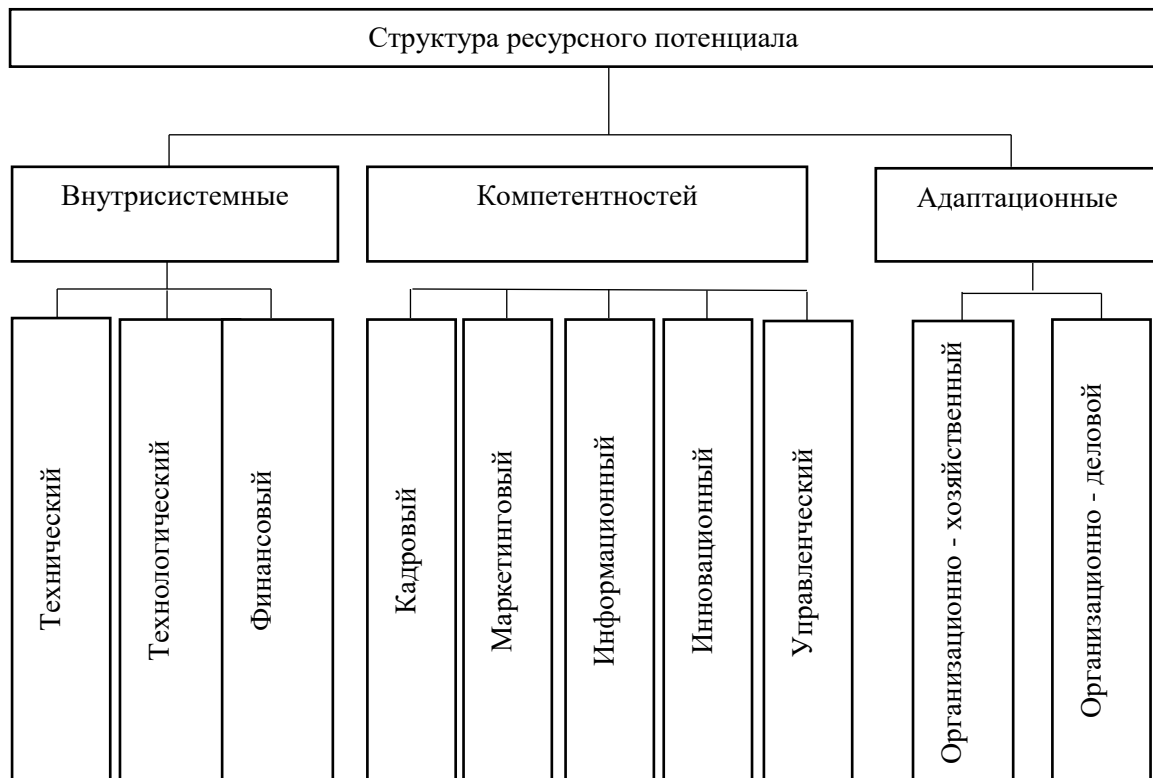 Структура ресурсного потенциала
Внутрисистемные
Компетентностей
Адаптационные
Технический
Технологический
Финансовый
Кадровый
Маркетинговый
Информационный
Инновационный
Управленческий
Организационно - хозяйственный
Организационно - деловой